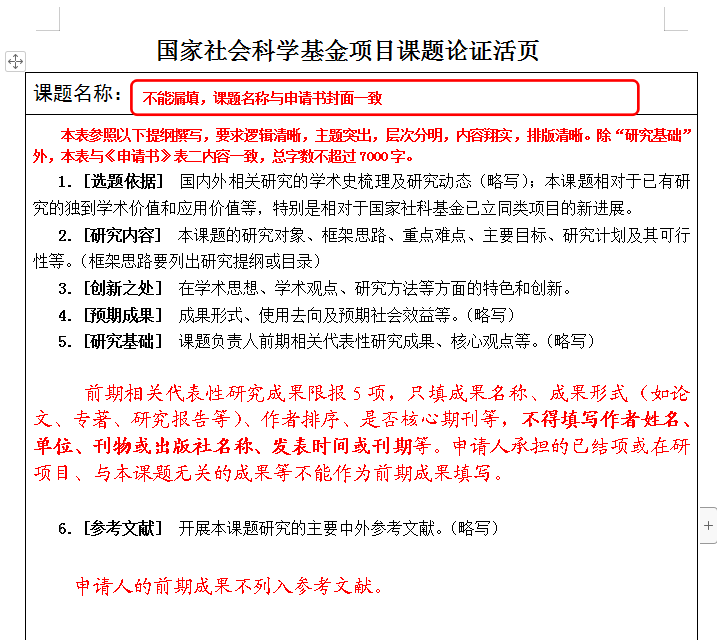 国家社会科学基金项目课题论证活页
课题名称：
不能漏填，课题名称与申请书封面一致
本表参照以下提纲撰写，要求逻辑清晰，主题突出，层次分明，内容翔实，排版清晰。除“研究基础”
外，本表与《申请书》表二内容一致，总字数不超过7000字。
1. [选题依据] 国内外相关研究的学术史梳理及研究动态（略写）；本课题相对于已有研
究的独到学术价值和应用价值等，特别是相对于国家社科基金已立同类项目的新进展。
2. [研究内容] 本课题的研究对象、框架思路、重点难点、主要目标、研究计划及其可行
性等。（框架思路要列出研究提纲或目录）
3. [创新之处] 在学术思想、学术观点、研究方法等方面的特色和创新。
4. [预期成果] 成果形式、使用去向及预期社会效益等。（略写）
5. [研究基础] 课题负责人前期相关代表性研究成果、核心观点等。（略写）
前期相关代表性研究成果限报5项，只填成果名称、成果形式（如论
文、专著、研究报告等）、作者排序、是否核心期刊等，不得填写作者姓名、
单位、刊物或出版社名称、发表时间或刊期等。申请人承担的已结项或在研
项目、与本课题无关的成果等不能作为前期成果填写。
6. [参考文献] 开展本课题研究的主要中外参考文献。（略写）
申请人的前期成果不列入参考文献。